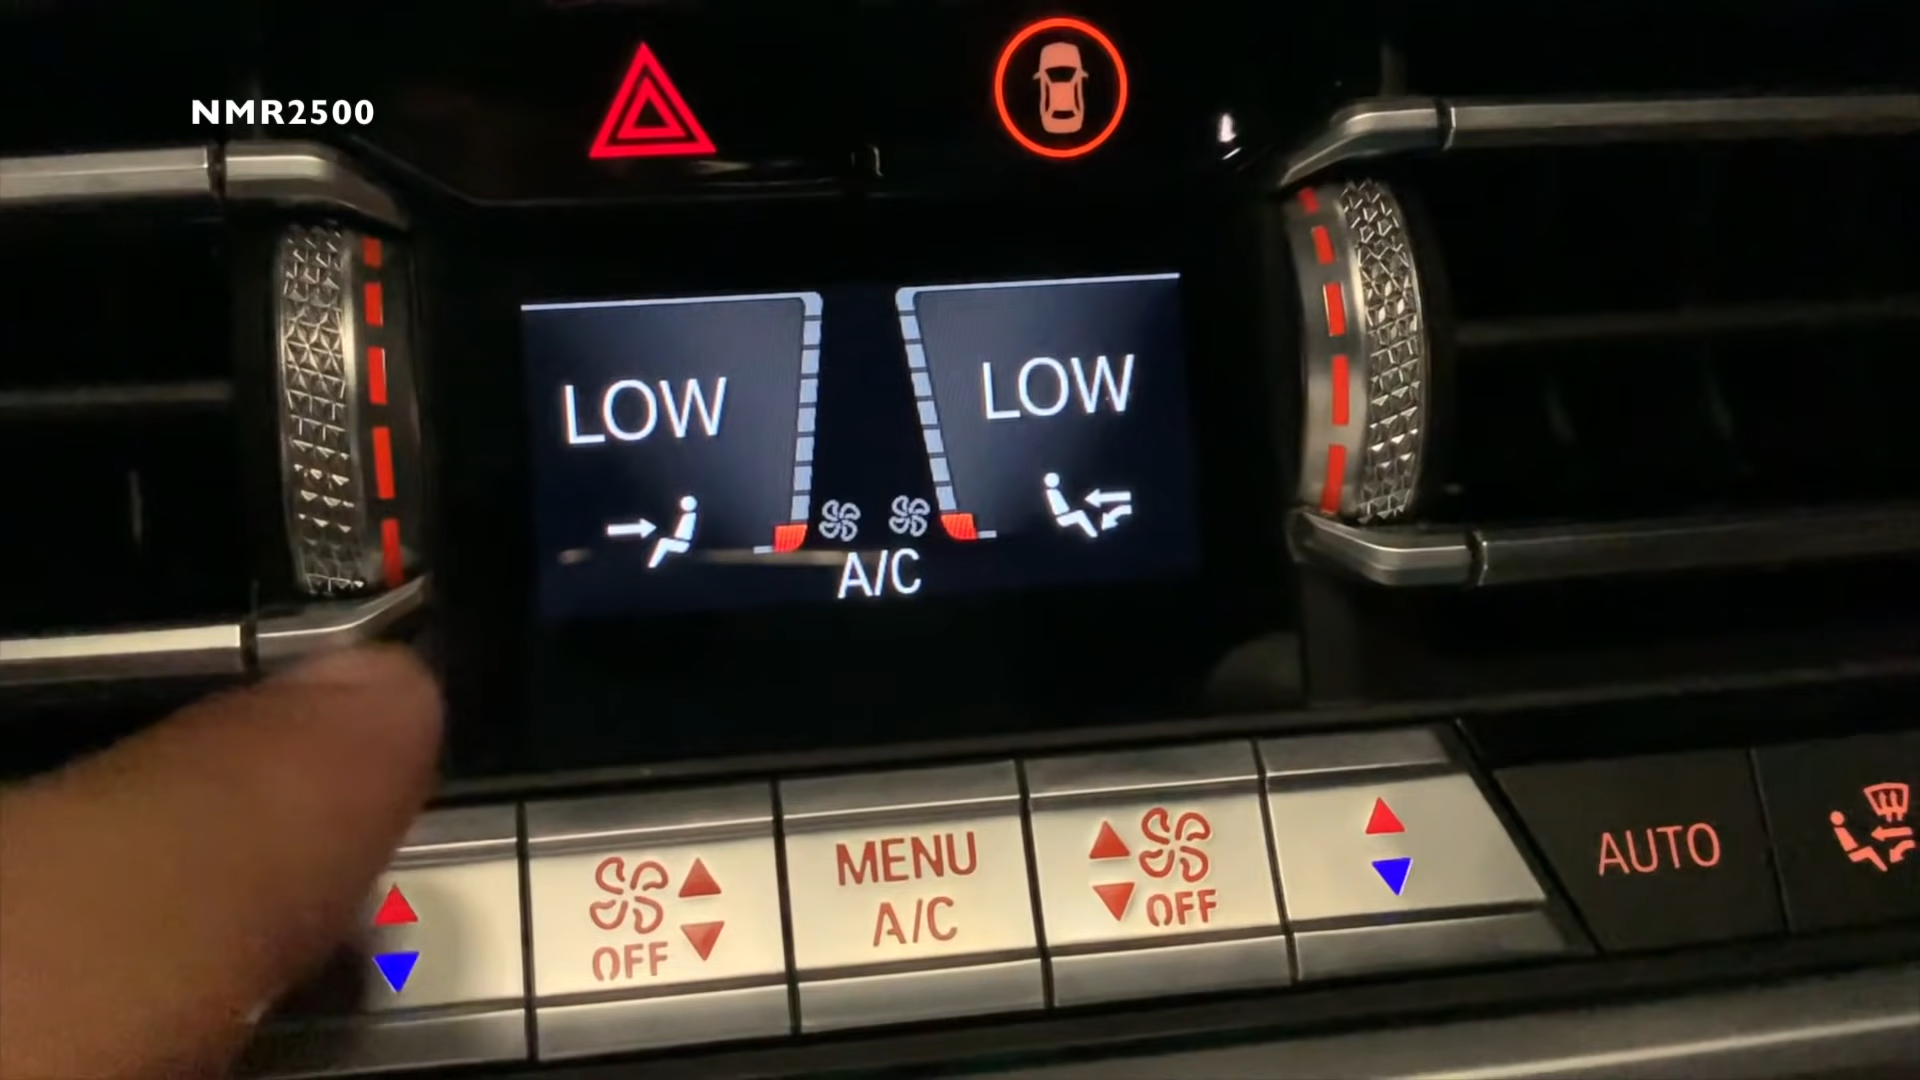 NMR2500
LOW
LOW
A/C
OFF
MENU
A/C
OFF
AUTO